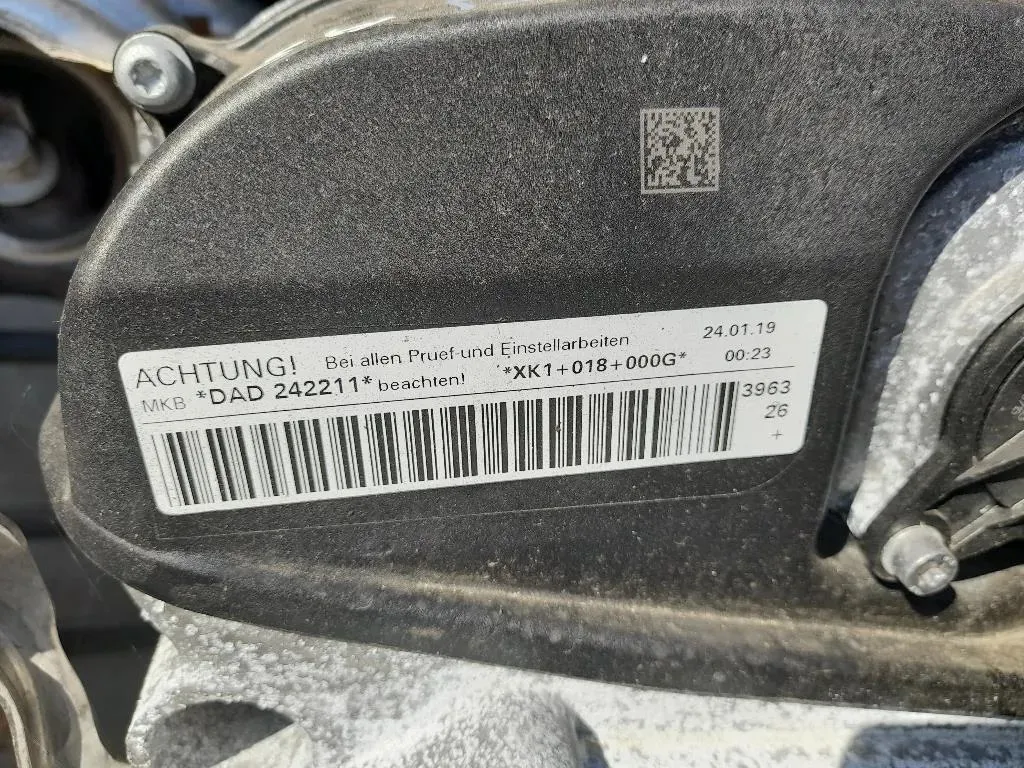 ACHTUNG! Bei allen Pruef-und Einstellarbeiten 24.01.19
MKB *DAD 242211* beachten! *XK1+018+000G* 00:23
3963
26
+